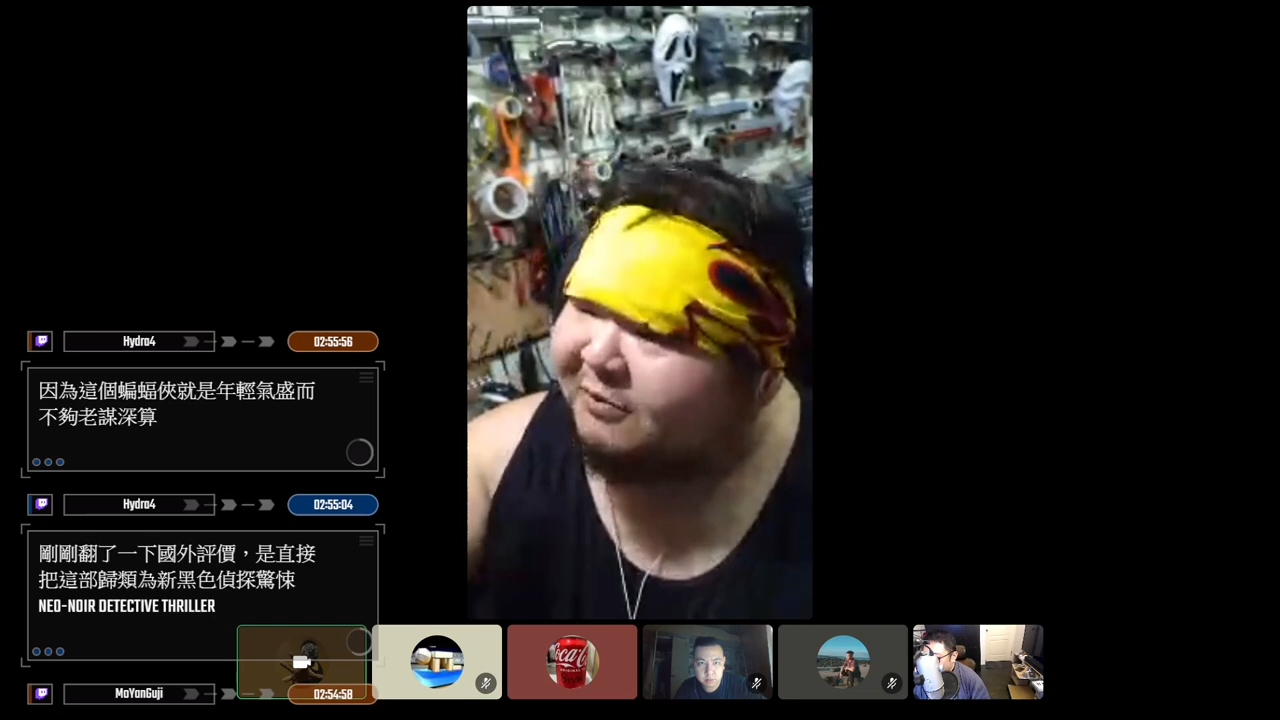 Hydra4
02:55:56
因為這個蝙蝠俠就是年輕氣盛而
不夠老謀深算
Hydra4
02:55:04
剛剛翻了一下國外評價，是直接
把這部歸類為新黑色偵探驚悚
NEO-NOIR DETECTIVE THRILLER
MoYanGuji
02:54:58
Coca-Cola